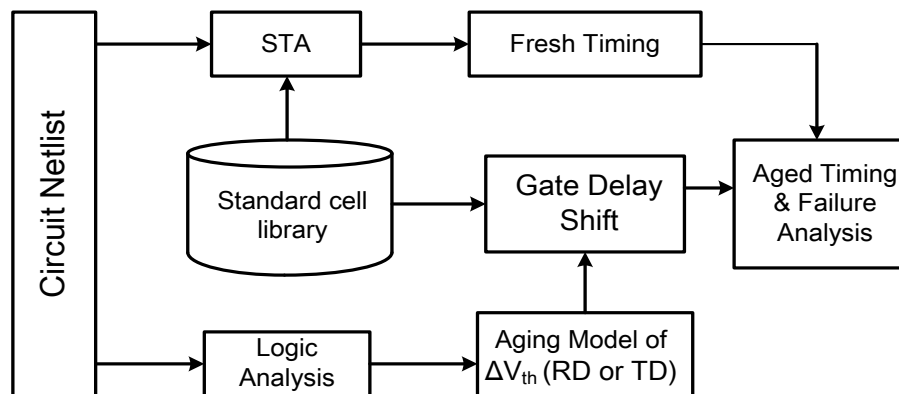 Circuit Netlist
STA
Fresh Timing
Standard cell
library
Gate Delay
Shift
Aged Timing
& Failure
Analysis
Logic
Analysis
Aging Model of
ΔVth (RD or TD)